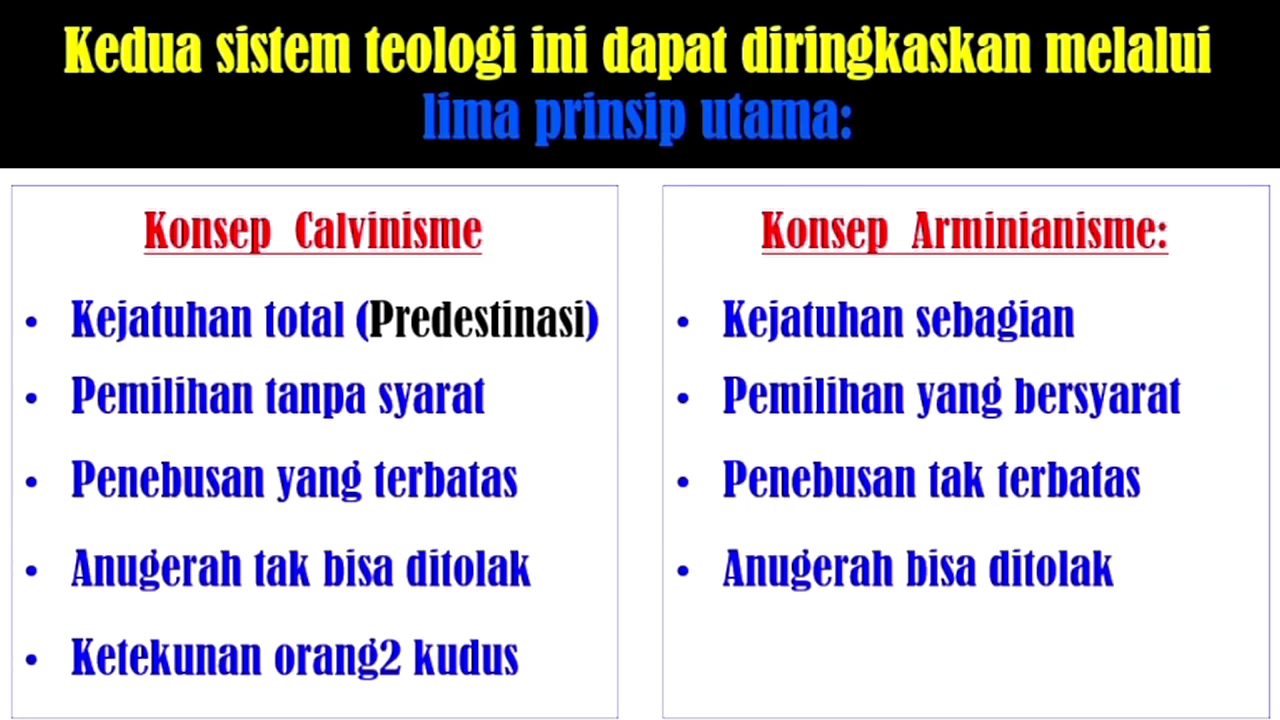 Kedua sistem teologi ini dapat diringkaskan melalui
lima prinsip utama:
Konsep Calvinisme
• Kejatuhan total (Predestinasi)
• Pemilihan tanpa syarat
• Penebusan yang terbatas
• Anugerah tak bisa ditolak
• Ketekunan orang2 kudus
Konsep Arminianisme:
• Kejatuhan sebagian
• Pemilihan yang bersyarat
• Penebusan tak terbatas
• Anugerah bisa ditolak